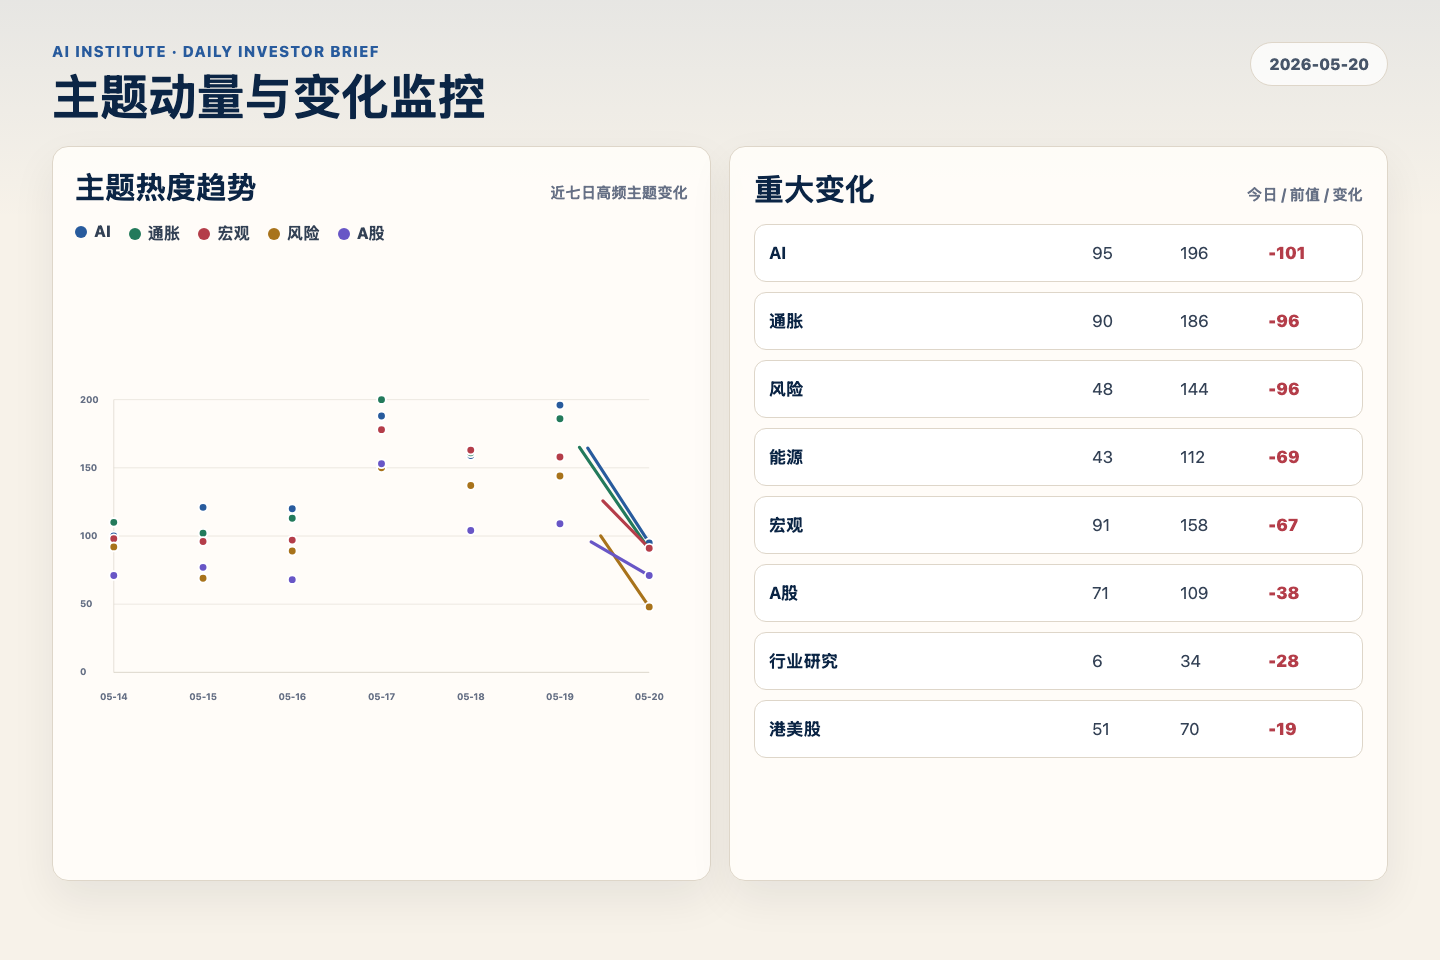 AI INSTITUTE · DAILY INVESTOR BRIEF
主题动量与变化监控
2026-05-20
主题热度趋势
近七日高频主题变化
AI 通胀 宏观 风险 A股
200
150
100
50
0
05-14 05-15 05-16 05-17 05-18 05-19 05-20
重大变化
今日 / 前值 / 变化
AI 95 196 -101
通胀 90 186 -96
风险 48 144 -96
能源 43 112 -69
宏观 91 158 -67
A股 71 109 -38
行业研究 6 34 -28
港美股 51 70 -19